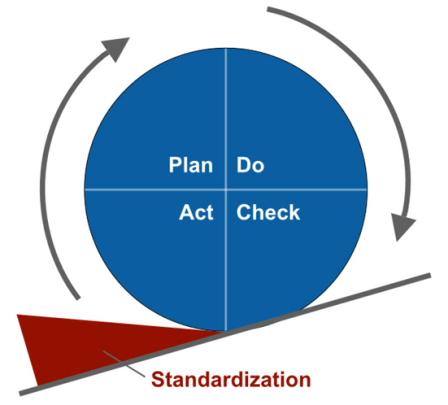 Plan Do
Act Check
Standardization